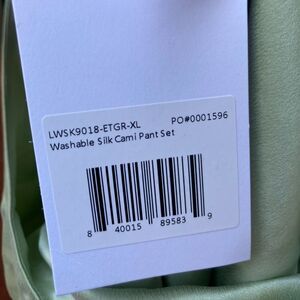 LWSK9018-ETGR-XL PO#0001596
Washable Silk Cami Pant Set
8 40015 89583 9